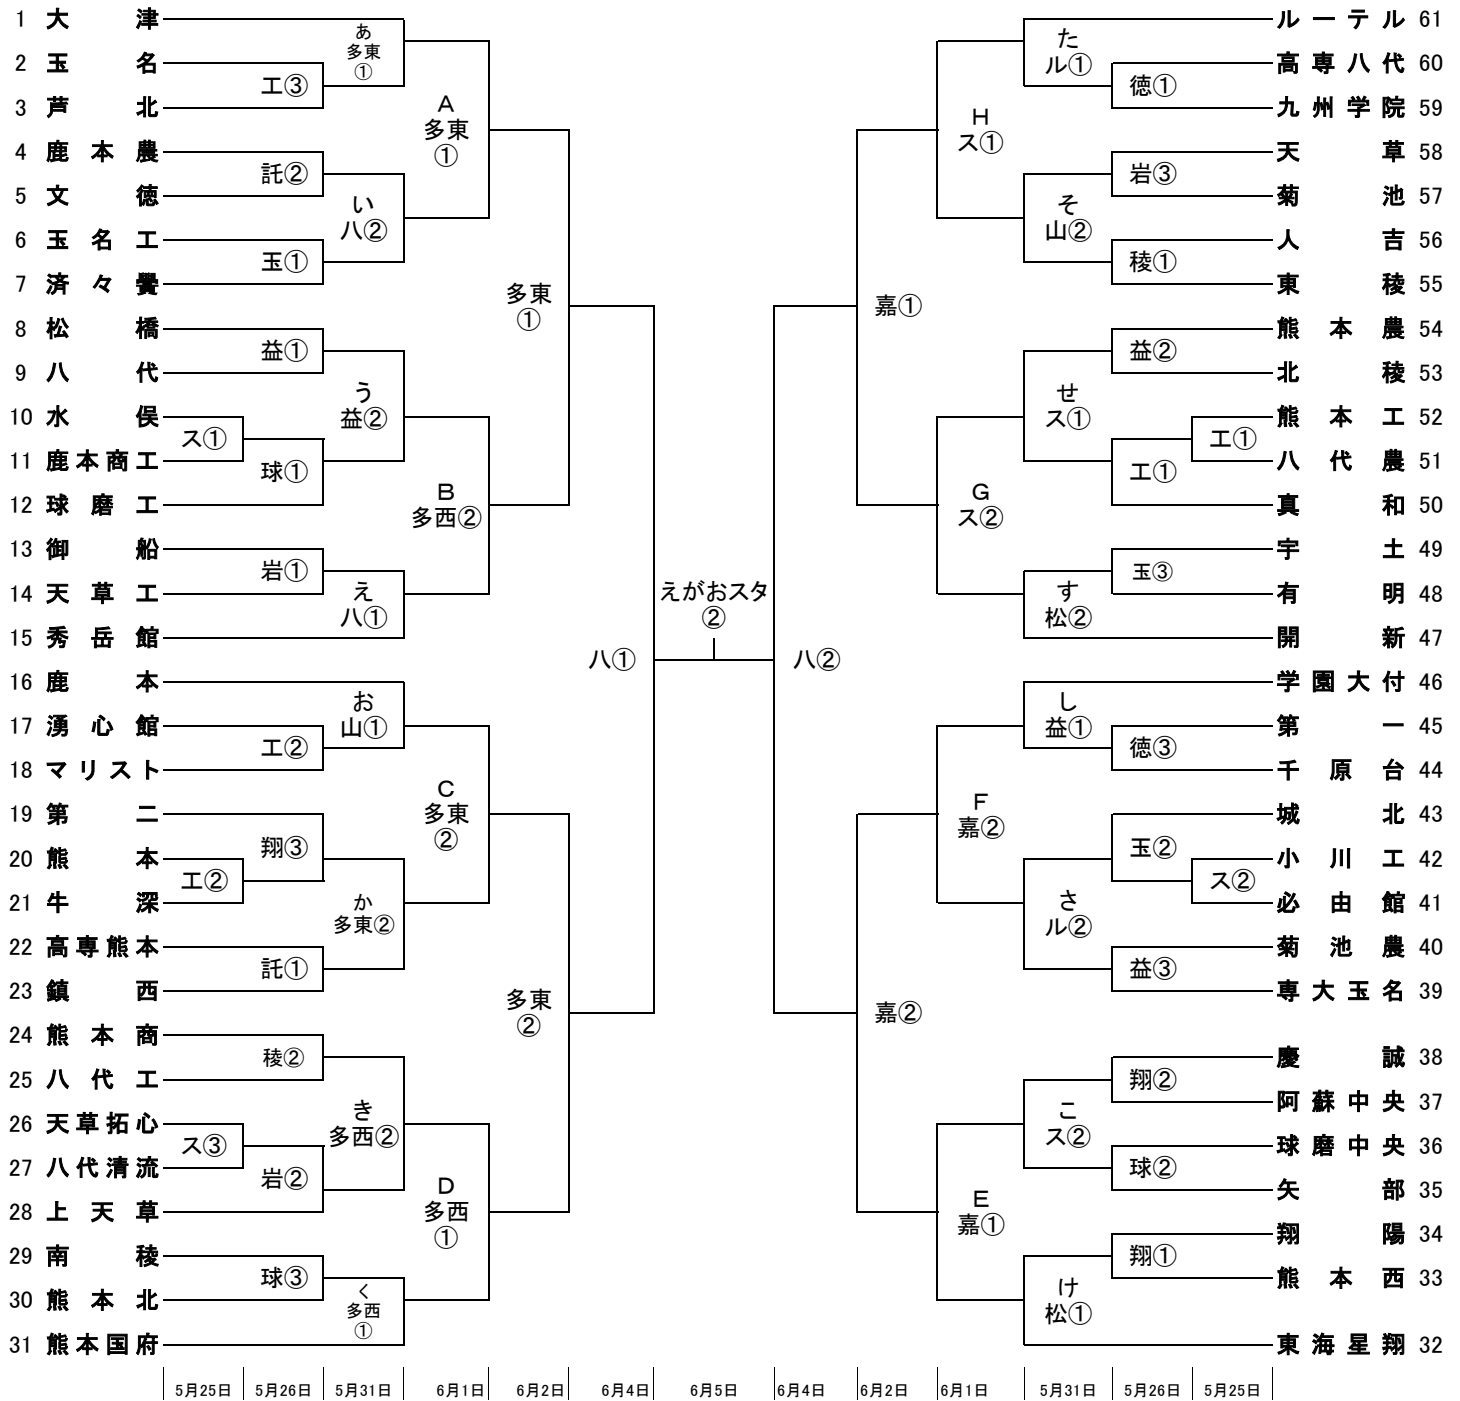 1 大津
2 玉名
3 芦北
4 鹿本農
5 文徳
6 玉名工
7 済々黌
8 松橋
9 八代
10 水俣
11 鹿本商工
12 球磨工
13 御船
14 天草工
15 秀岳館
16 鹿本
17 湧心館
18 マリスト
19 第二
20 熊本
21 牛深
22 高専熊本
23 鎮西
24 熊本商
25 八代工
26 天草拓心
27 八代清流
28 上天草
29 南稜
30 熊本北
31 熊本国府
ス①
工②
ス③
工③
託②
玉①
益①
球①
岩①
工②
翔③
託①
稜②
岩②
球③
あ
多東
①
い
八②
う
益②
え
八①
お
山①
か
多東②
き
多西②
く
多西
①
A
多東
①
B
多西②
C
多東
②
D
多西
①
多東
①
多東
②
八①
えがおスタ
②
八②
嘉①
嘉②
H
ス①
G
ス②
F
嘉②
E
嘉①
た
ル①
そ
山②
せ
ス①
す
松②
し
益①
さ
ル②
こ
ス②
け
松①
徳①
岩③
稜①
益②
工①
玉③
徳③
玉②
益③
翔②
球②
翔①
工①
ス②
ルーテル 61
高専八代 60
九州学院 59
天草 58
菊池 57
人吉 56
東稜 55
熊本農 54
北稜 53
熊本工 52
八代農 51
真和 50
宇土 49
有明 48
開新 47
学園大付 46
第一 45
千原台 44
城北 43
小川工 42
必由館 41
菊池農 40
専大玉名 39
慶誠 38
阿蘇中央 37
球磨中央 36
矢部 35
翔陽 34
熊本西 33
東海星翔 32
5月25日 5月26日 5月31日 6月1日 6月2日 6月4日 6月5日 6月4日 6月2日 6月1日 5月31日 5月26日 5月25日